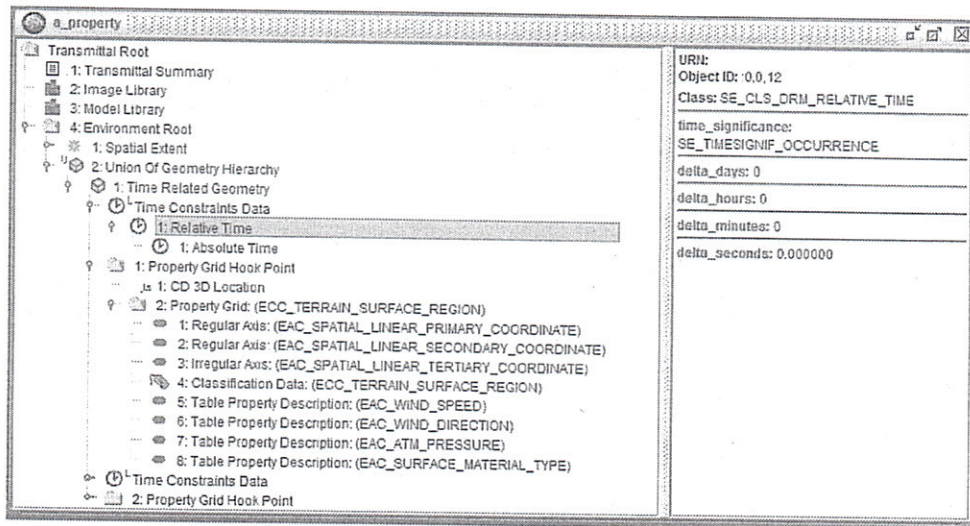 a_property
Transmittal Root
1: Transmittal Summary
2: Image Library
3: Model Library
4: Environment Root
1: Spatial Extent
U 2: Union Of Geometry Hierarchy
1: Time Related Geometry
L Time Constraints Data
1: Relative Time
1: Absolute Time
1: Property Grid Hook Point
1: CD 3D Location
2: Property Grid: (ECC_TERRAIN_SURFACE_REGION)
1: Regular Axis: (EAC_SPATIAL_LINEAR_PRIMARY_COORDINATE)
2: Regular Axis: (EAC_SPATIAL_LINEAR_SECONDARY_COORDINATE)
3: Irregular Axis: (EAC_SPATIAL_LINEAR_TERTIARY_COORDINATE)
4: Classification Data: (ECC_TERRAIN_SURFACE_REGION)
5: Table Property Description: (EAC_WIND_SPEED)
6: Table Property Description: (EAC_WIND_DIRECTION)
7: Table Property Description: (EAC_ATM_PRESSURE)
8: Table Property Description: (EAC_SURFACE_MATERIAL_TYPE)
L Time Constraints Data
2: Property Grid Hook Point
URN:
Object ID: :0,0,12
Class: SE_CLS_DRM_RELATIVE_TIME
time_significance:
SE_TIMESIGNIF_OCCURRENCE
delta_days: 0
delta_hours: 0
delta_minutes: 0
delta_seconds: 0.000000